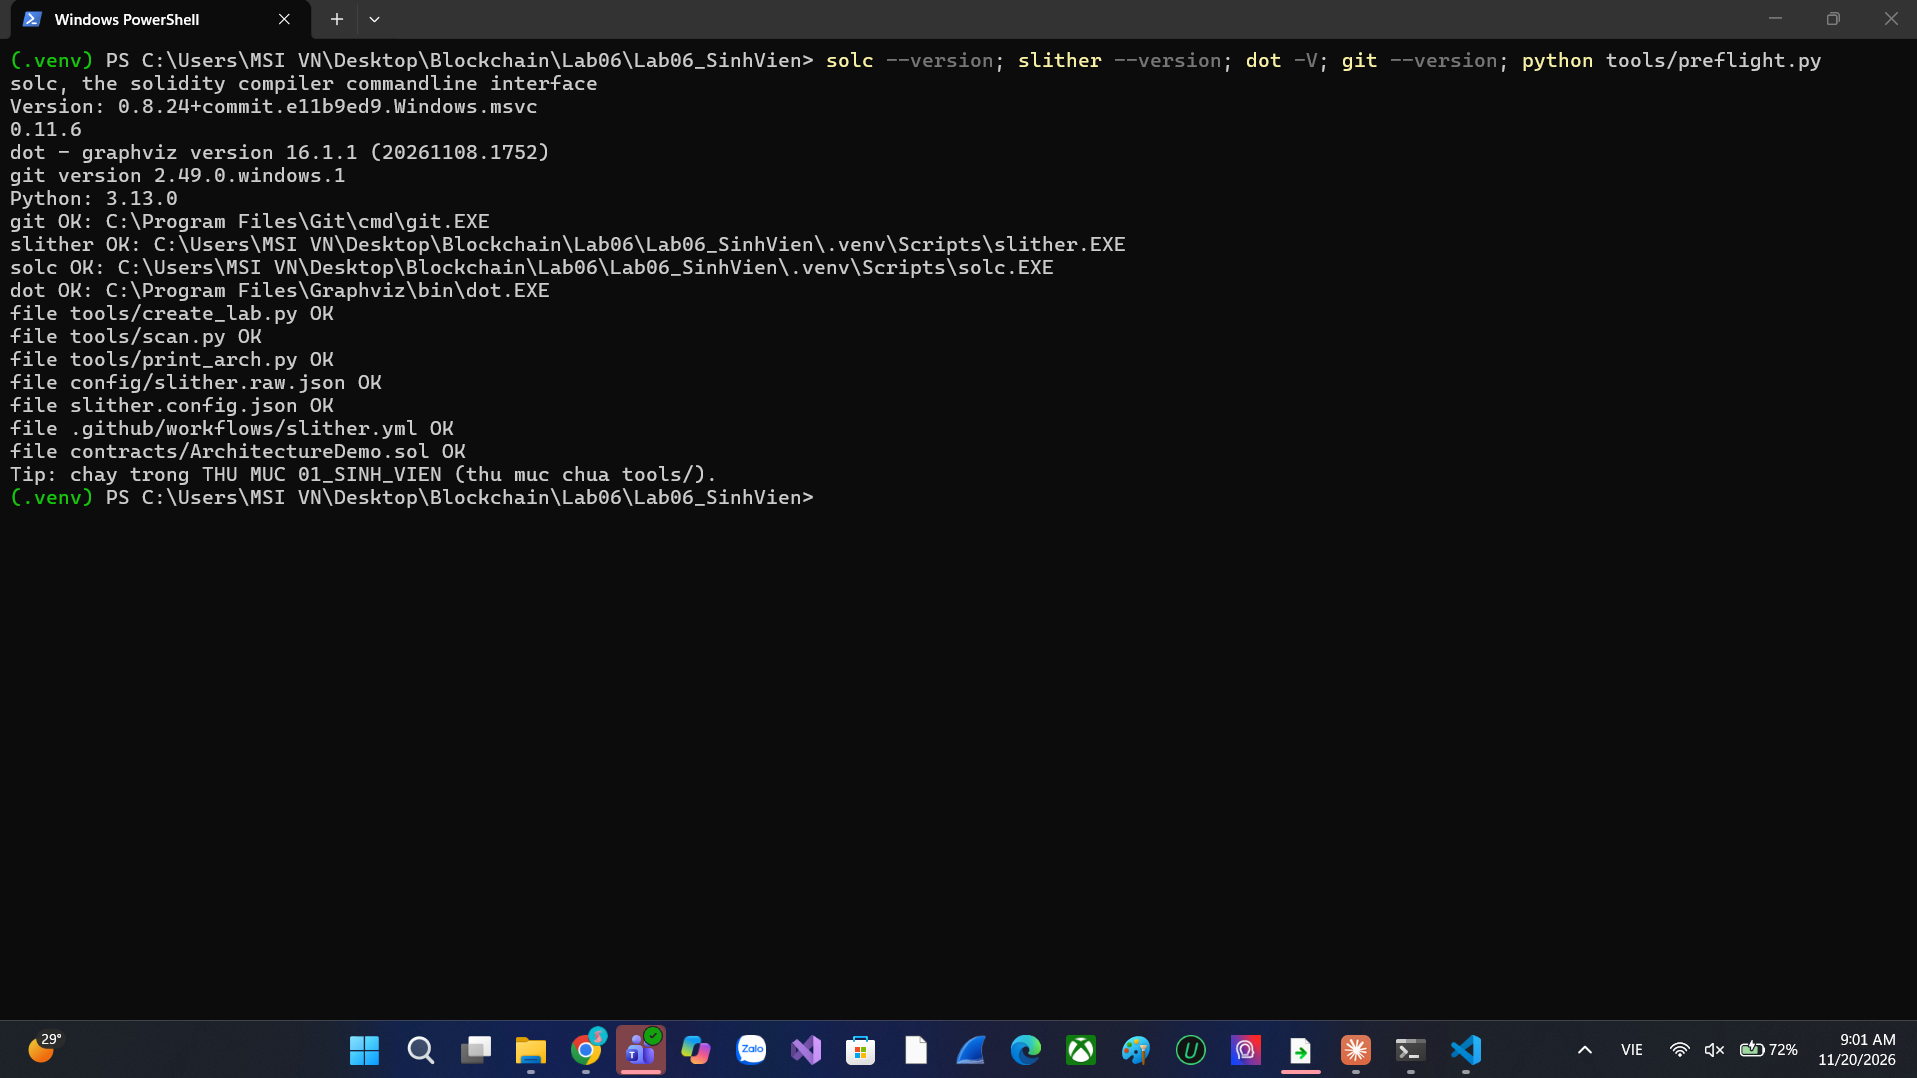 Windows PowerShell
(.venv) PS C:\Users\MSI VN\Desktop\Blockchain\Lab06\Lab06_SinhVien> solc --version; slither --version; dot -V; git --version; python tools/preflight.py
solc, the solidity compiler commandline interface
Version: 0.8.24+commit.e11b9ed9.Windows.msvc
0.11.6
dot - graphviz version 16.1.1 (20261108.1752)
git version 2.49.0.windows.1
Python: 3.13.0
git OK: C:\Program Files\Git\cmd\git.EXE
slither OK: C:\Users\MSI VN\Desktop\Blockchain\Lab06\Lab06_SinhVien\.venv\Scripts\slither.EXE
solc OK: C:\Users\MSI VN\Desktop\Blockchain\Lab06\Lab06_SinhVien\.venv\Scripts\solc.EXE
dot OK: C:\Program Files\Graphviz\bin\dot.EXE
file tools/create_lab.py OK
file tools/scan.py OK
file tools/print_arch.py OK
file config/slither.raw.json OK
file slither.config.json OK
file .github/workflows/slither.yml OK
file contracts/ArchitectureDemo.sol OK
Tip: chay trong THU MUC 01_SINH_VIEN (thu muc chua tools/).
(.venv) PS C:\Users\MSI VN\Desktop\Blockchain\Lab06\Lab06_SinhVien>
29°
Zalo
VIE
72%
9:01 AM
11/20/2026